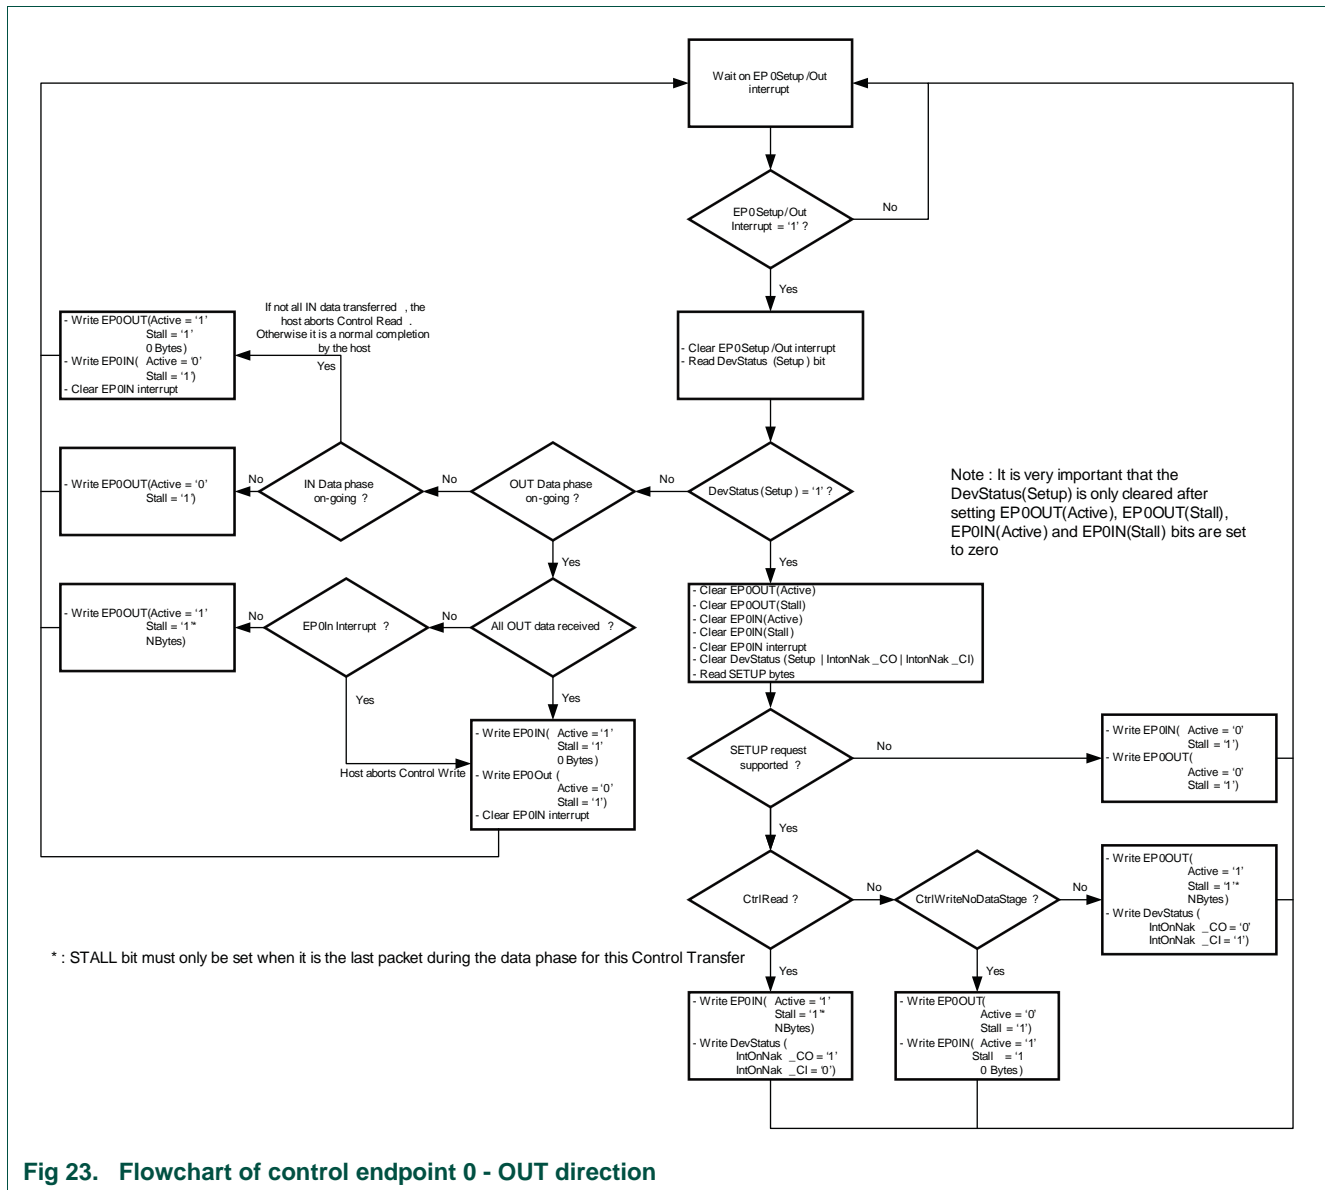 Wait on EP0Setup/Out
interrupt
EP0Setup/Out
Interrupt = '1' ?
No
Yes
- Clear EP0Setup/Out interrupt
- Read DevStatus (Setup) bit
If not all IN data transferred , the
host aborts Control Read .
Otherwise it is a normal completion
by the host
Yes
- Write EP0OUT(Active = '1'
Stall = '1'
0 Bytes)
- Write EP0IN( Active = '0'
Stall = '1')
- Clear EP0IN interrupt
- Write EP0OUT(Active = '0'
Stall = '1')
No
IN Data phase
on-going ?
No
OUT Data phase
on-going ?
No
DevStatus(Setup) = '1' ?
Note : It is very important that the
DevStatus(Setup) is only cleared after
setting EP0OUT(Active), EP0OUT(Stall),
EP0IN(Active) and EP0IN(Stall) bits are set
to zero
Yes
Yes
- Write EP0OUT(Active = '1'
Stall = '1'*
NBytes)
No
EP0In Interrupt ?
No
All OUT data received ?
- Clear EP0OUT(Active)
- Clear EP0OUT(Stall)
- Clear EP0IN(Active)
- Clear EP0IN(Stall)
- Clear EP0IN interrupt
- Clear DevStatus (Setup | IntonNak_CO | IntonNak_CI)
- Read SETUP bytes
Yes
Yes
Host aborts Control Write
- Write EP0IN( Active = '1'
Stall = '1'
0 Bytes)
- Write EP0Out (
Active = '0'
Stall = '1')
- Clear EP0IN interrupt
SETUP request
supported ?
No
- Write EP0IN( Active = '0'
Stall = '1')
- Write EP0OUT(
Active = '0'
Stall = '1')
Yes
CtrlRead ?
No
CtrlWriteNoDataStage ?
No
- Write EP0OUT(
Active = '1'
Stall = '1'*
NBytes)
- Write DevStatus (
IntOnNak _CO = '0'
IntOnNak _CI = '1')
* : STALL bit must only be set when it is the last packet during the data phase for this Control Transfer
Yes
Yes
- Write EP0IN( Active = '1'
Stall = '1'*
NBytes)
- Write DevStatus (
IntOnNak _CO = '1'
IntOnNak _CI = '0')
- Write EP0OUT(
Active = '0'
Stall = '1')
- Write EP0IN( Active = '1'
Stall = '1
0 Bytes)
Fig 23. Flowchart of control endpoint 0 - OUT direction